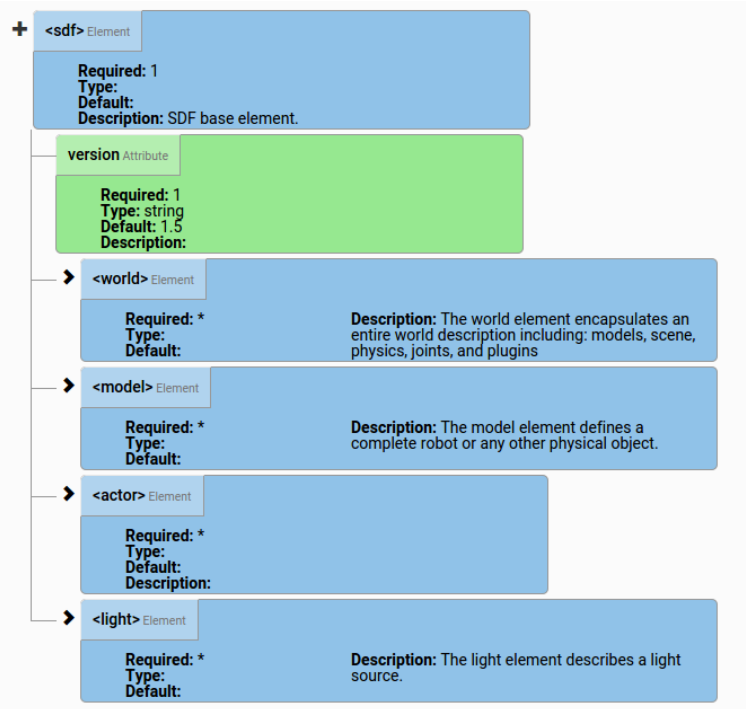 <sdf> Element
Required: 1
Type:
Default:
Description: SDF base element.
version Attribute
Required: 1
Type: string
Default: 1.5
Description:
<world> Element
Required: *
Type:
Default:
Description: The world element encapsulates an
entire world description including: models, scene,
physics, joints, and plugins
<model> Element
Required: *
Type:
Default:
Description: The model element defines a
complete robot or any other physical object.
<actor> Element
Required: *
Type:
Default:
Description:
<light> Element
Required: *
Type:
Default:
Description: The light element describes a light
source.